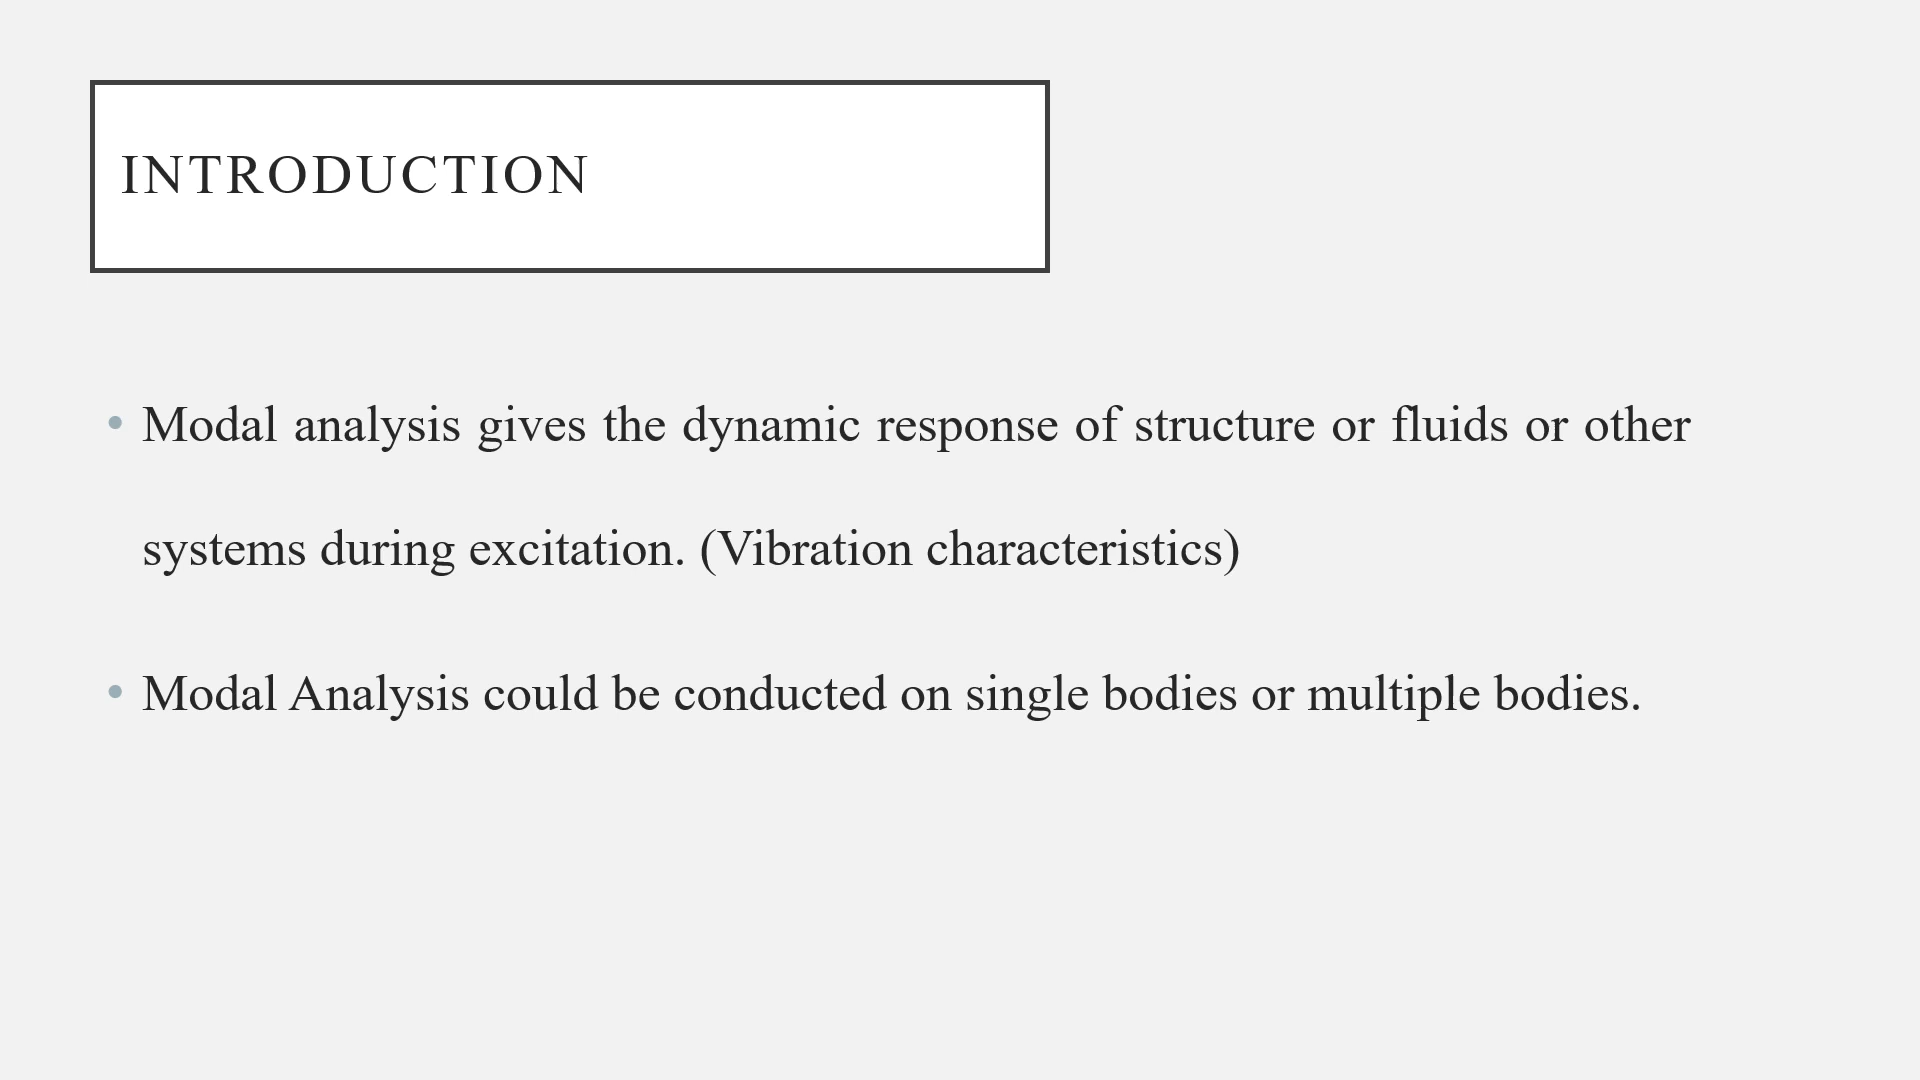 INTRODUCTION
• Modal analysis gives the dynamic response of structure or fluids or other
systems during excitation. (Vibration characteristics)
• Modal Analysis could be conducted on single bodies or multiple bodies.